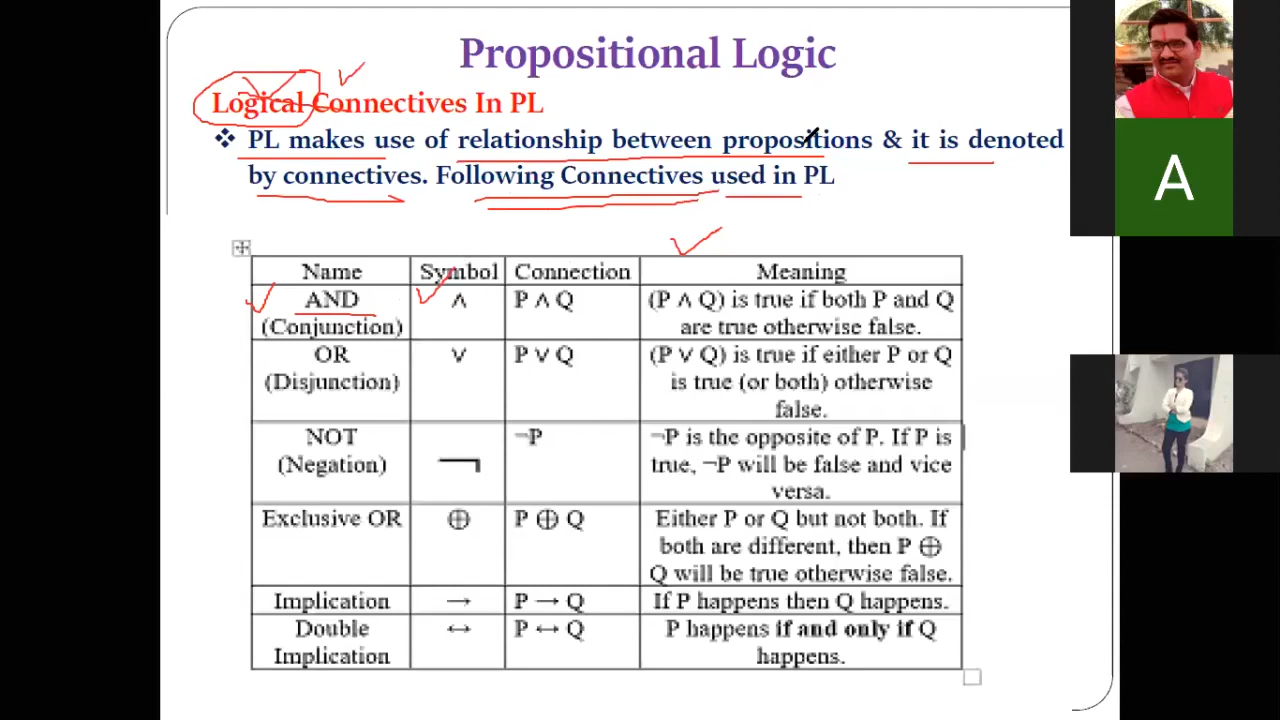 Propositional Logic
Logical Connectives In PL
❖ PL makes use of relationship between propositions & it is denoted
by connectives. Following Connectives used in PL
A
Name Symbol Connection Meaning
AND ∧ P ∧ Q (P ∧ Q) is true if both P and Q
(Conjunction) are true otherwise false.
OR ∨ P ∨ Q (P ∨ Q) is true if either P or Q
(Disjunction) is true (or both) otherwise
false.
NOT ¬P ¬P is the opposite of P. If P is
(Negation) ¬ true, ¬P will be false and vice
versa.
Exclusive OR ⊕ P ⊕ Q Either P or Q but not both. If
both are different, then P ⊕
Q will be true otherwise false.
Implication → P → Q If P happens then Q happens.
Double ↔ P ↔ Q P happens if and only if Q
Implication happens.